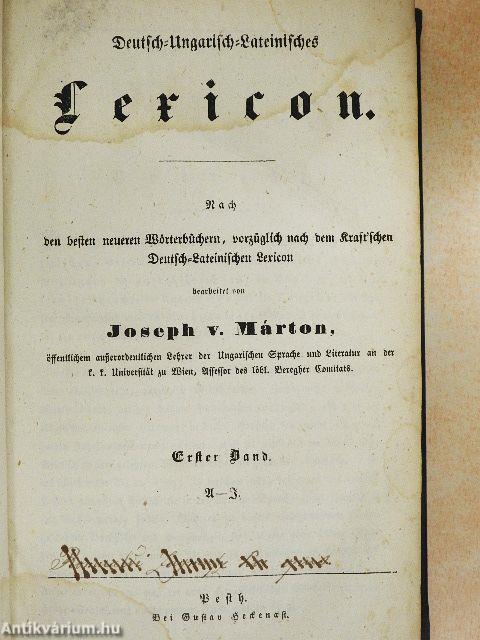 Deutsch-Ungarisch-Lateinisches
Lexicon.
Nach
den besten neueren Wörterbüchern, vorzüglich nach dem Kraft'schen
Deutsch-Lateinischen Lexicon
bearbeitet von
Joseph v. Márton,
öffentlichem außerordentlichen Lehrer der Ungarischen Sprache und Literatur an der
k. k. Universität zu Wien, Assessor des löbl. Beregher Comitats.
Erster Band.
A—J.
Pesth.
Bei Gustav Heckenast.
Antikvárium.hu